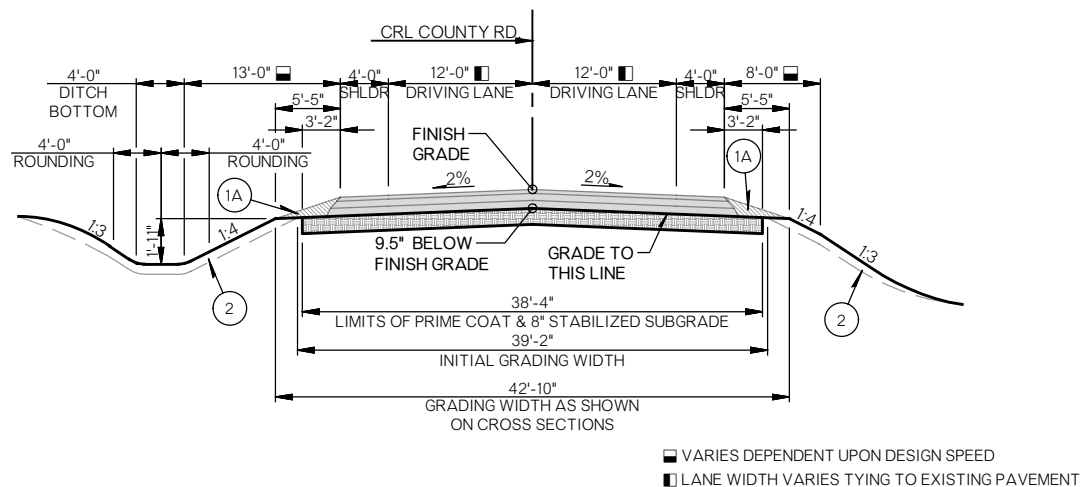 CRL COUNTY RD.
4'-0"
DITCH
BOTTOM
13'-0"
4'-0"
SHLDR
12'-0"
DRIVING LANE
12'-0"
DRIVING LANE
4'-0"
SHLDR
8'-0"
5'-5"
5'-5"
3'-2"
3'-2"
4'-0"
ROUNDING
4'-0"
ROUNDING
FINISH
GRADE
1A
1A
2%
2%
1:3
1'-11"
1:4
1:4
1:3
9.5" BELOW
FINISH GRADE
GRADE TO
THIS LINE
2
2
38'-4"
LIMITS OF PRIME COAT & 8" STABILIZED SUBGRADE
39'-2"
INITIAL GRADING WIDTH
42'-10"
GRADING WIDTH AS SHOWN
ON CROSS SECTIONS
VARIES DEPENDENT UPON DESIGN SPEED
LANE WIDTH VARIES TYING TO EXISTING PAVEMENT